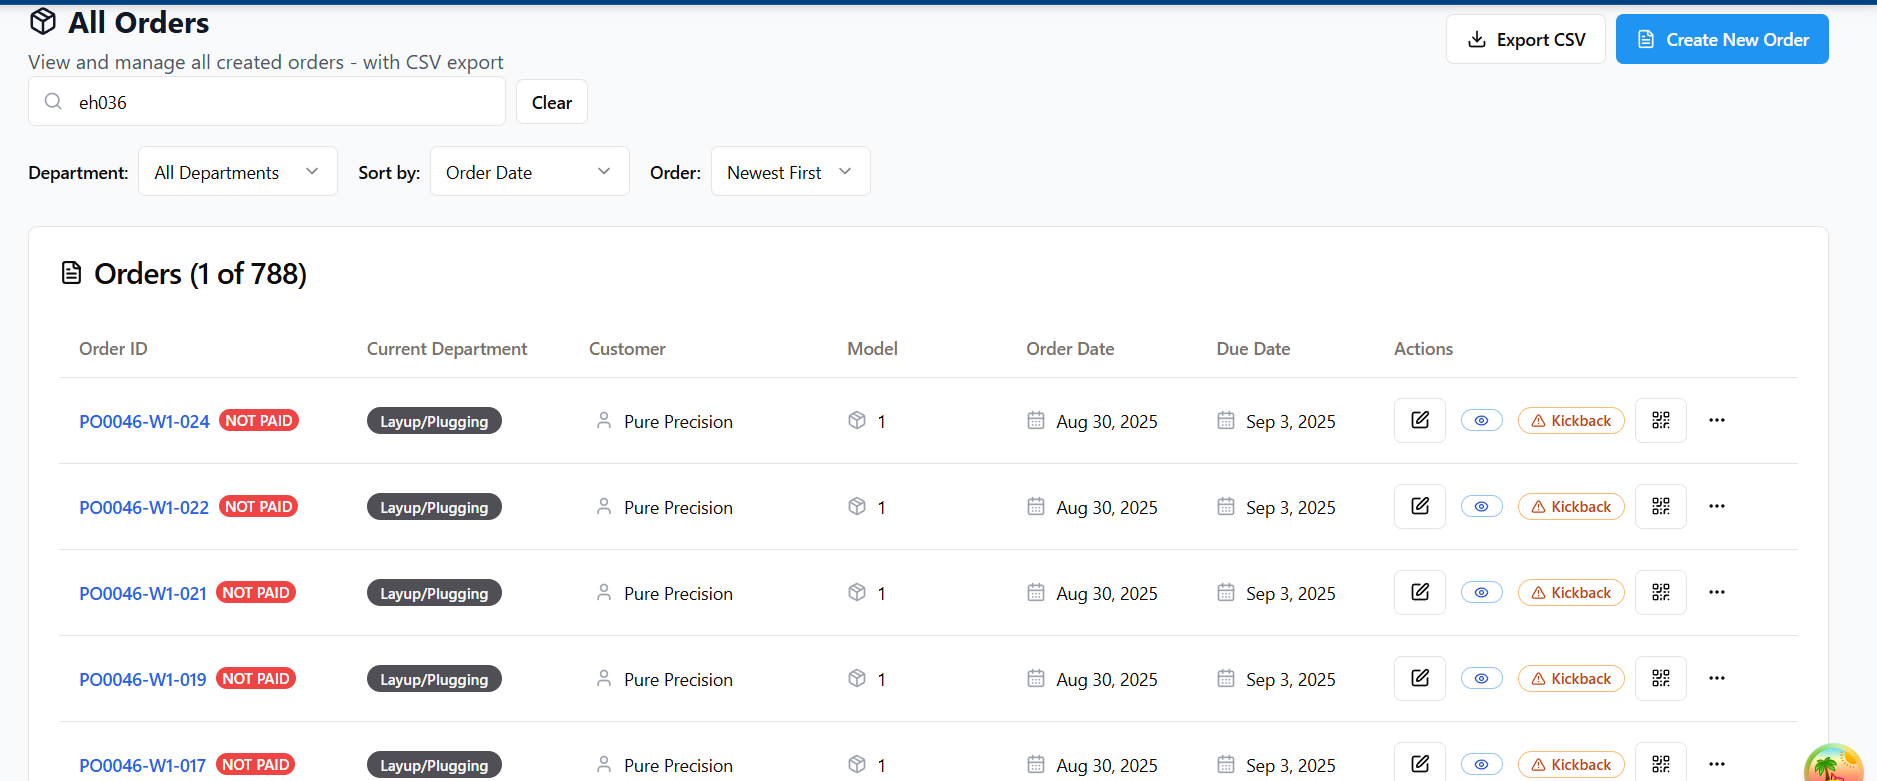 All Orders
View and manage all created orders - with CSV export
Export CSV
Create New Order
eh036
Clear
Department: All Departments Sort by: Order Date Order: Newest First
Orders (1 of 788)
Order ID Current Department Customer Model Order Date Due Date Actions
PO0046-W1-024 NOT PAID Layup/Plugging Pure Precision 1 Aug 30, 2025 Sep 3, 2025 Kickback
PO0046-W1-022 NOT PAID Layup/Plugging Pure Precision 1 Aug 30, 2025 Sep 3, 2025 Kickback
PO0046-W1-021 NOT PAID Layup/Plugging Pure Precision 1 Aug 30, 2025 Sep 3, 2025 Kickback
PO0046-W1-019 NOT PAID Layup/Plugging Pure Precision 1 Aug 30, 2025 Sep 3, 2025 Kickback
PO0046-W1-017 NOT PAID Layup/Plugging Pure Precision 1 Aug 30, 2025 Sep 3, 2025 Kickback